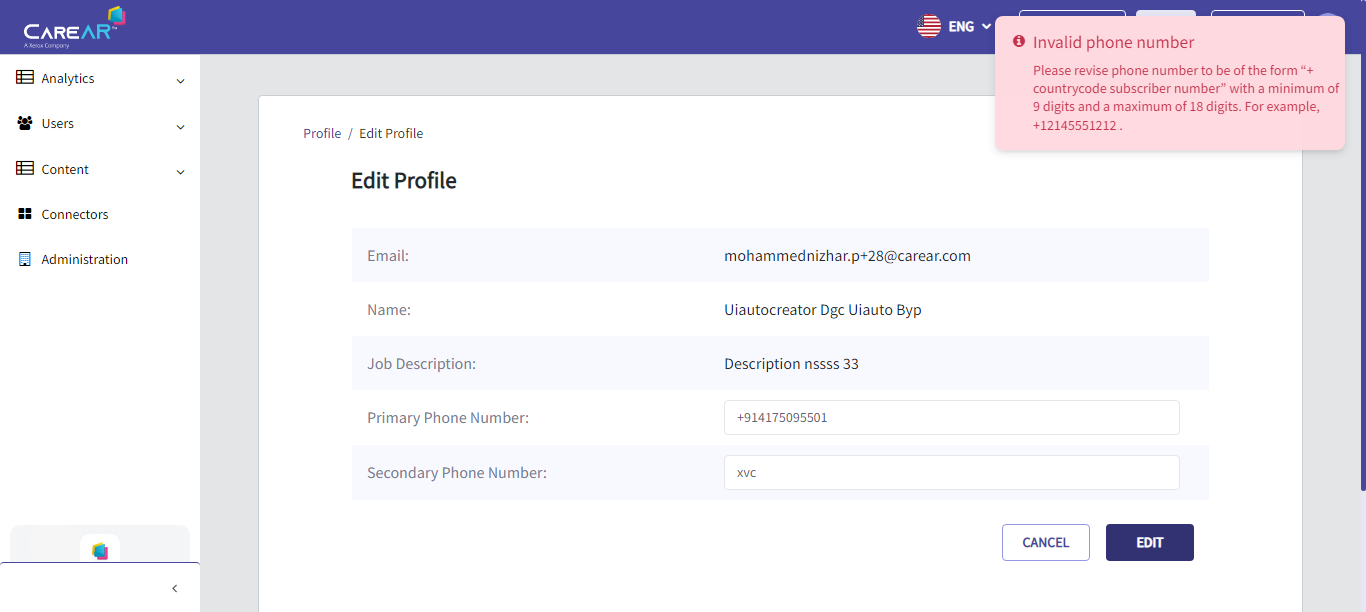 CAREAR™
A Xerox Company
ENG
Invalid phone number
Please revise phone number to be of the form “+
countrycode subscriber number” with a minimum of
9 digits and a maximum of 18 digits. For example,
+12145551212 .
Analytics
Users
Content
Connectors
Administration
Profile / Edit Profile
Edit Profile
Email: mohammednizhar.p+28@carear.com
Name: Uiautocreator Dgc Uiauto Byp
Job Description: Description nssss 33
Primary Phone Number: +914175095501
Secondary Phone Number: xvc
CANCEL EDIT